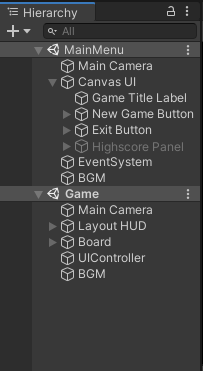 Hierarchy
All
MainMenu
Main Camera
Canvas UI
Game Title Label
New Game Button
Exit Button
Highscore Panel
EventSystem
BGM
Game
Main Camera
Layout HUD
Board
UIController
BGM